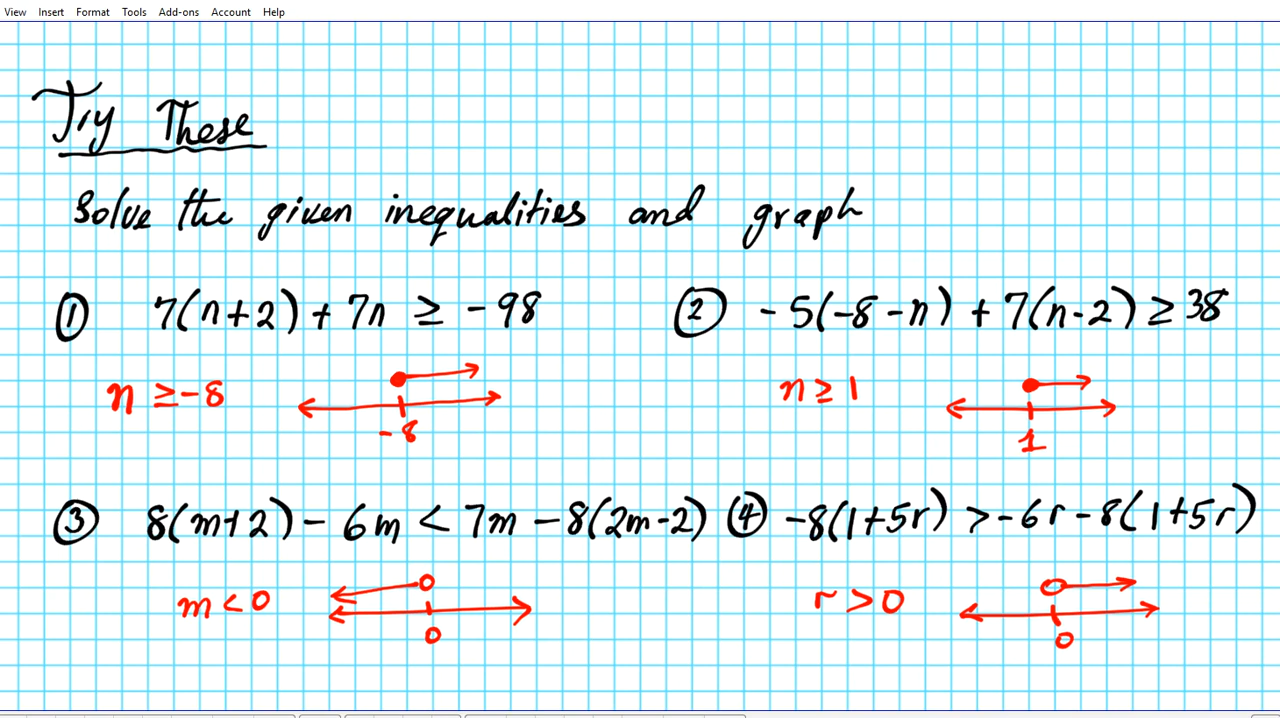 View Insert Format Tools Add-ons Account Help
Try These
Solve the given inequalities and graph
① 7(n+2) + 7n ≥ -98
② -5(-8-n) + 7(n-2) ≥ 38
n ≥ -8
-8
n ≥ 1
1
③ 8(m+2) - 6m < 7m - 8(2m-2)
④ -8(1+5r) > -6r - 8(1+5r)
m < 0
0
r > 0
0